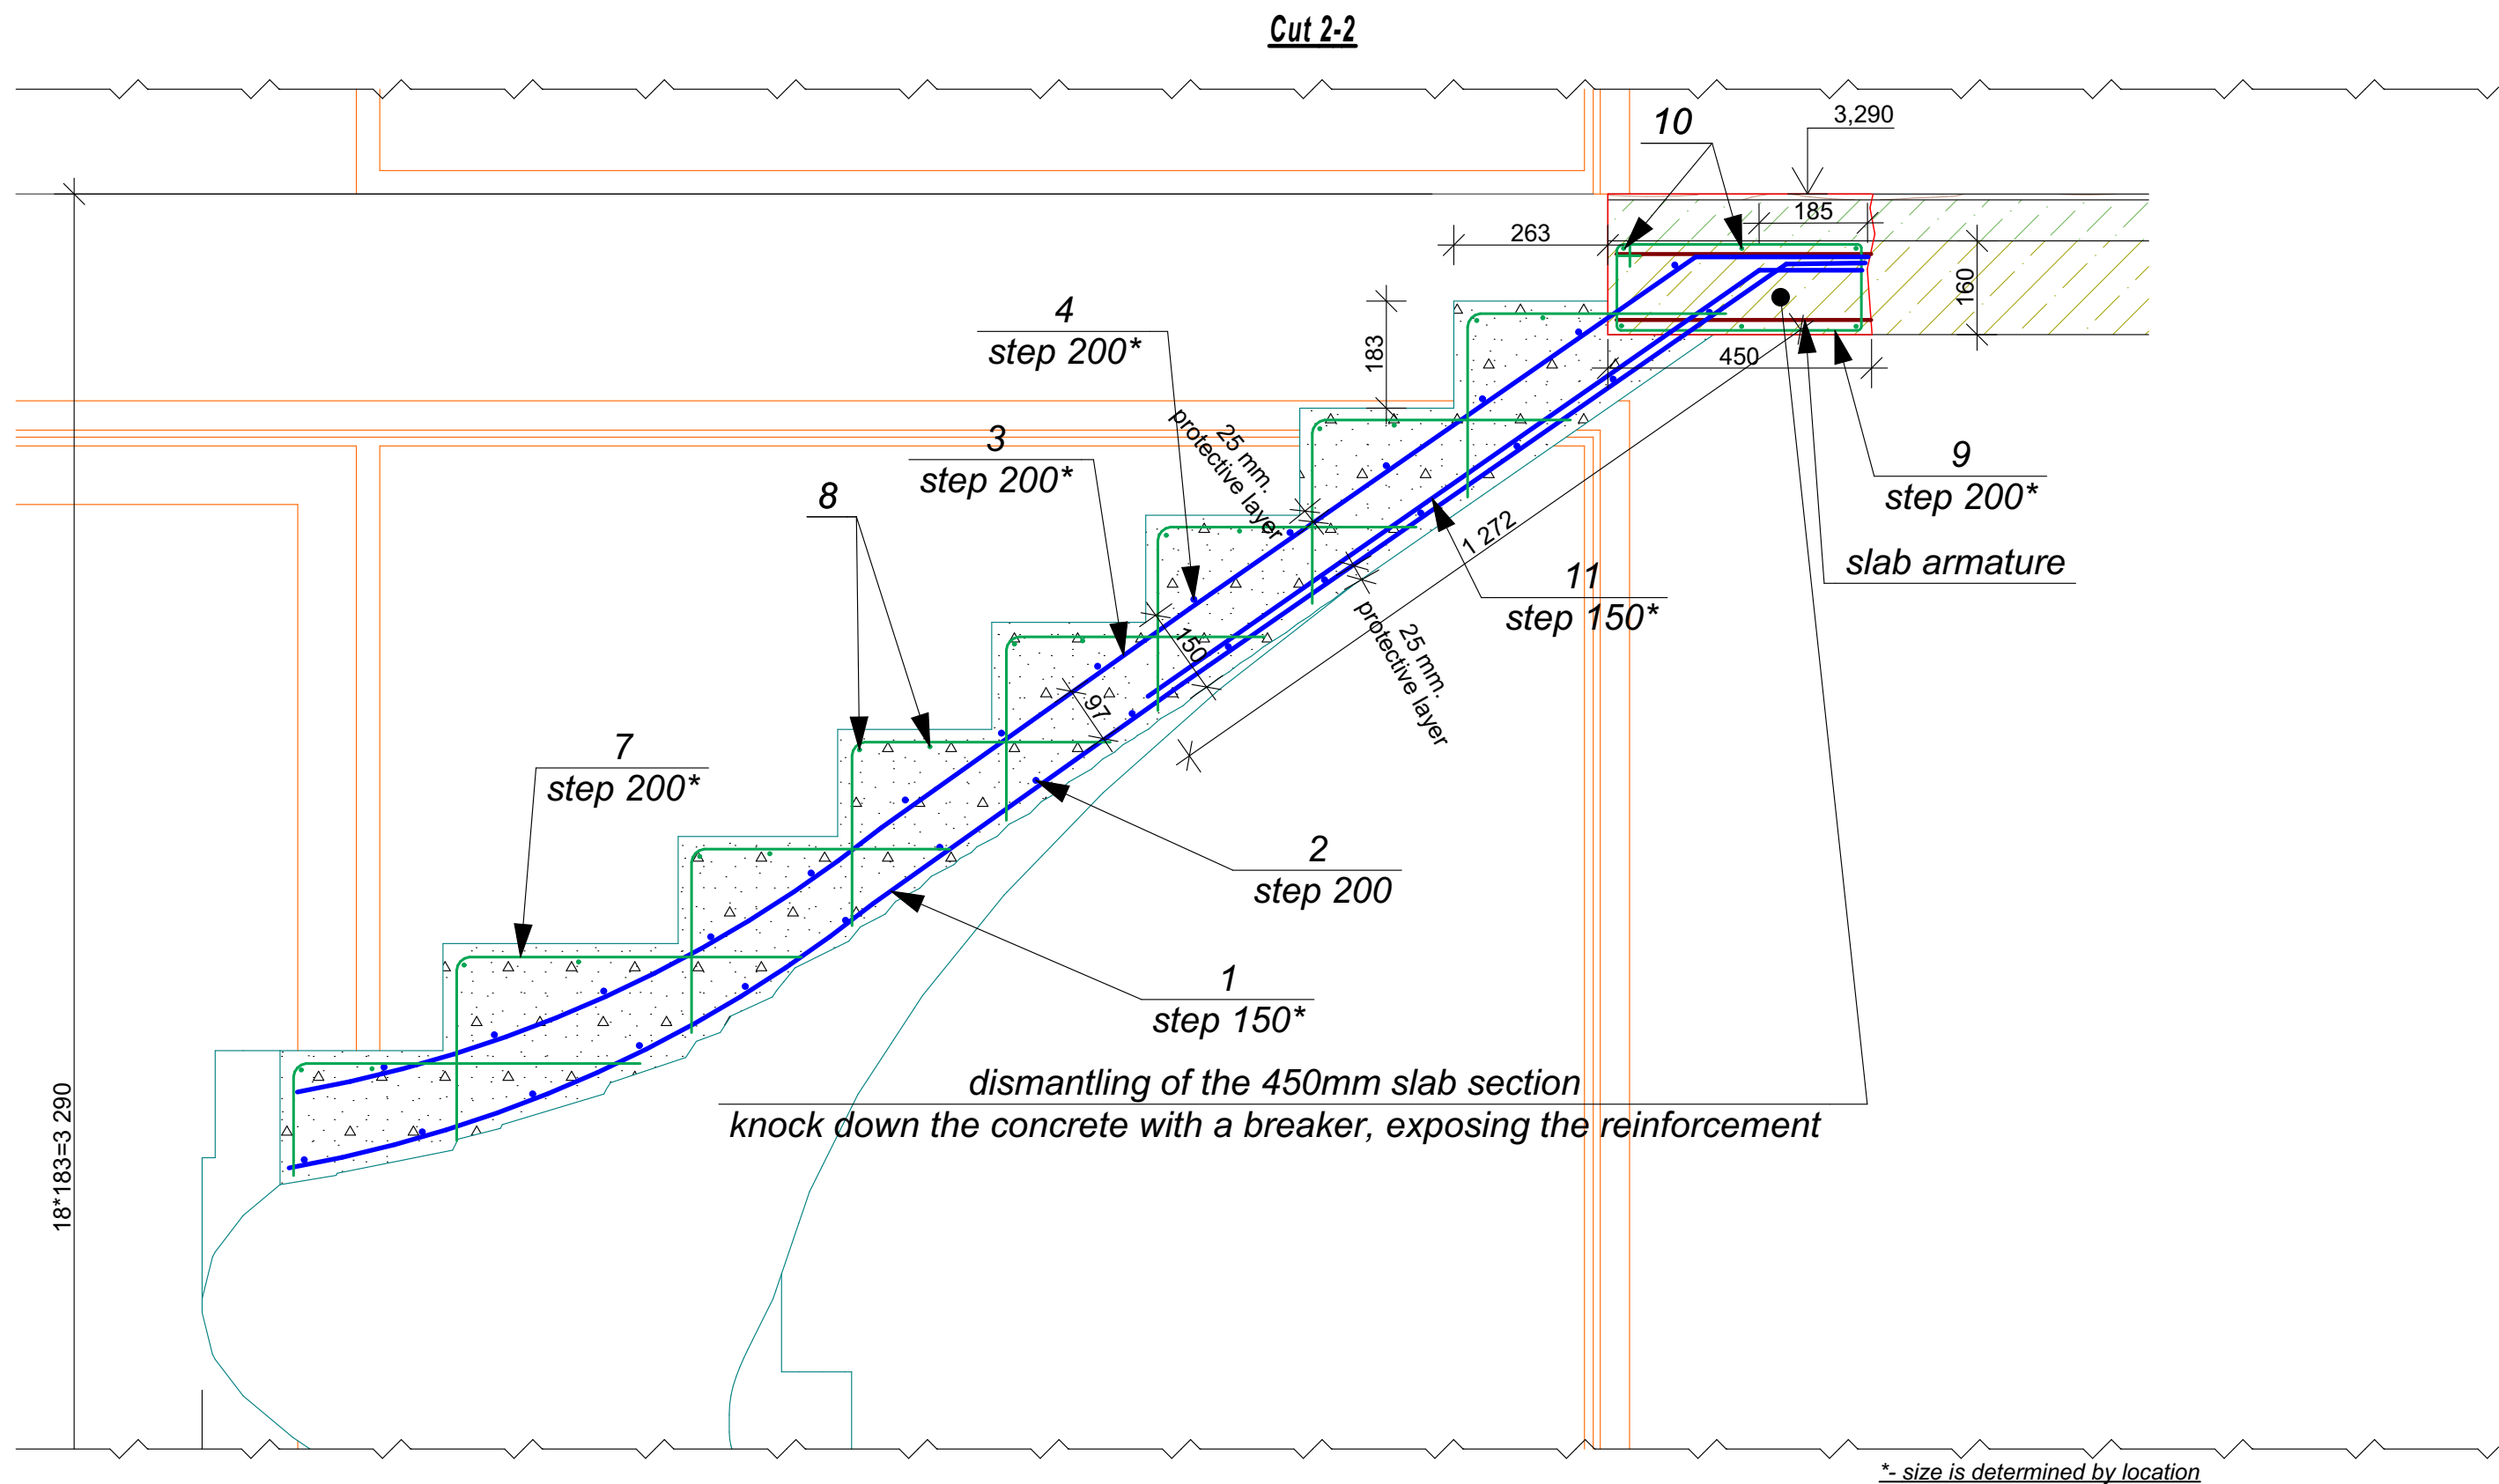 Cut 2-2
10
3,290
185
263
160
4
step 200*
183
450
3
step 200*
25 mm.
protective layer
9
step 200*
8
1 272
slab armature
11
step 150*
150
25 mm.
protective layer
97
7
step 200*
2
step 200
1
step 150*
18*183=3 290
dismantling of the 450mm slab section
knock down the concrete with a breaker, exposing the reinforcement
*- size is determined by location